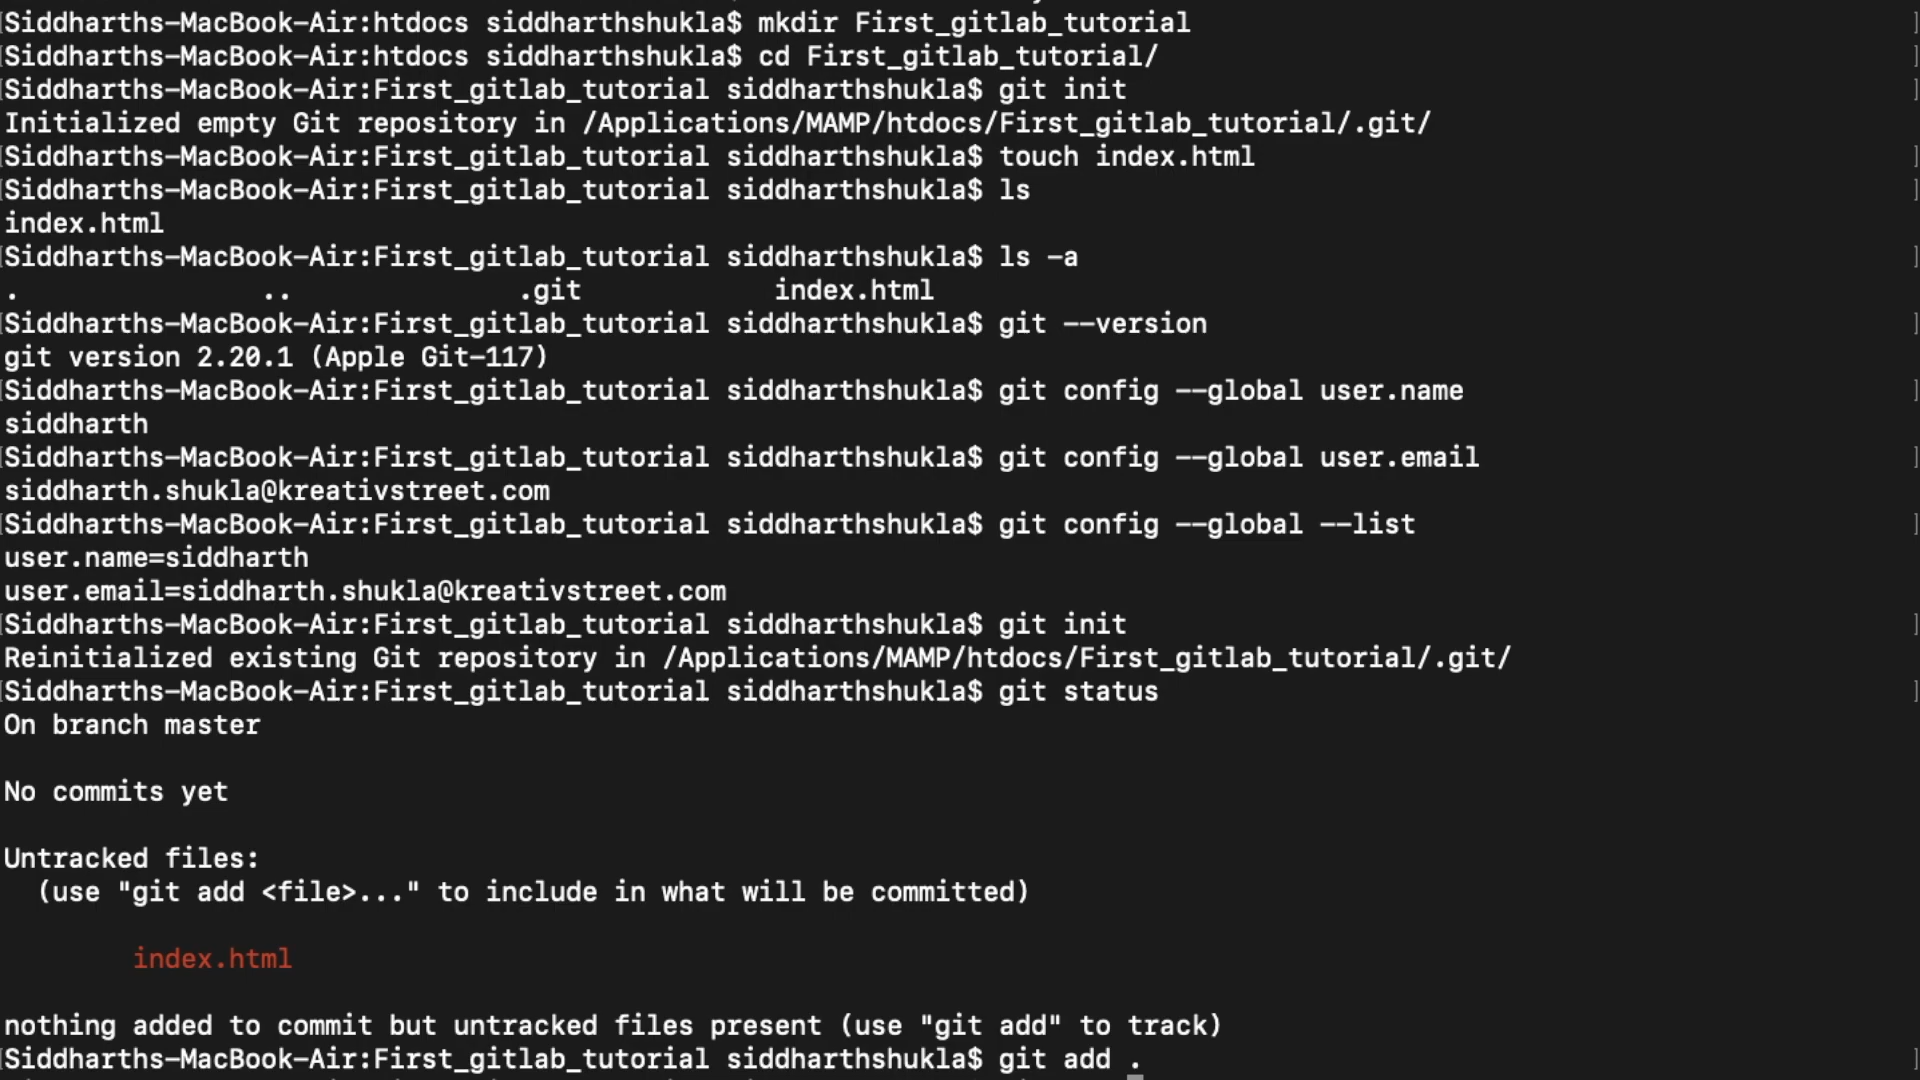 Siddharths-MacBook-Air:htdocs siddharthshukla$ mkdir First_gitlab_tutorial
Siddharths-MacBook-Air:htdocs siddharthshukla$ cd First_gitlab_tutorial/
Siddharths-MacBook-Air:First_gitlab_tutorial siddharthshukla$ git init
Initialized empty Git repository in /Applications/MAMP/htdocs/First_gitlab_tutorial/.git/
Siddharths-MacBook-Air:First_gitlab_tutorial siddharthshukla$ touch index.html
Siddharths-MacBook-Air:First_gitlab_tutorial siddharthshukla$ ls
index.html
Siddharths-MacBook-Air:First_gitlab_tutorial siddharthshukla$ ls -a
. .. .git index.html
Siddharths-MacBook-Air:First_gitlab_tutorial siddharthshukla$ git --version
git version 2.20.1 (Apple Git-117)
Siddharths-MacBook-Air:First_gitlab_tutorial siddharthshukla$ git config --global user.name
siddharth
Siddharths-MacBook-Air:First_gitlab_tutorial siddharthshukla$ git config --global user.email
siddharth.shukla@kreativstreet.com
Siddharths-MacBook-Air:First_gitlab_tutorial siddharthshukla$ git config --global --list
user.name=siddharth
user.email=siddharth.shukla@kreativstreet.com
Siddharths-MacBook-Air:First_gitlab_tutorial siddharthshukla$ git init
Reinitialized existing Git repository in /Applications/MAMP/htdocs/First_gitlab_tutorial/.git/
Siddharths-MacBook-Air:First_gitlab_tutorial siddharthshukla$ git status
On branch master
No commits yet
Untracked files:
(use "git add <file>..." to include in what will be committed)
index.html
nothing added to commit but untracked files present (use "git add" to track)
Siddharths-MacBook-Air:First_gitlab_tutorial siddharthshukla$ git add .